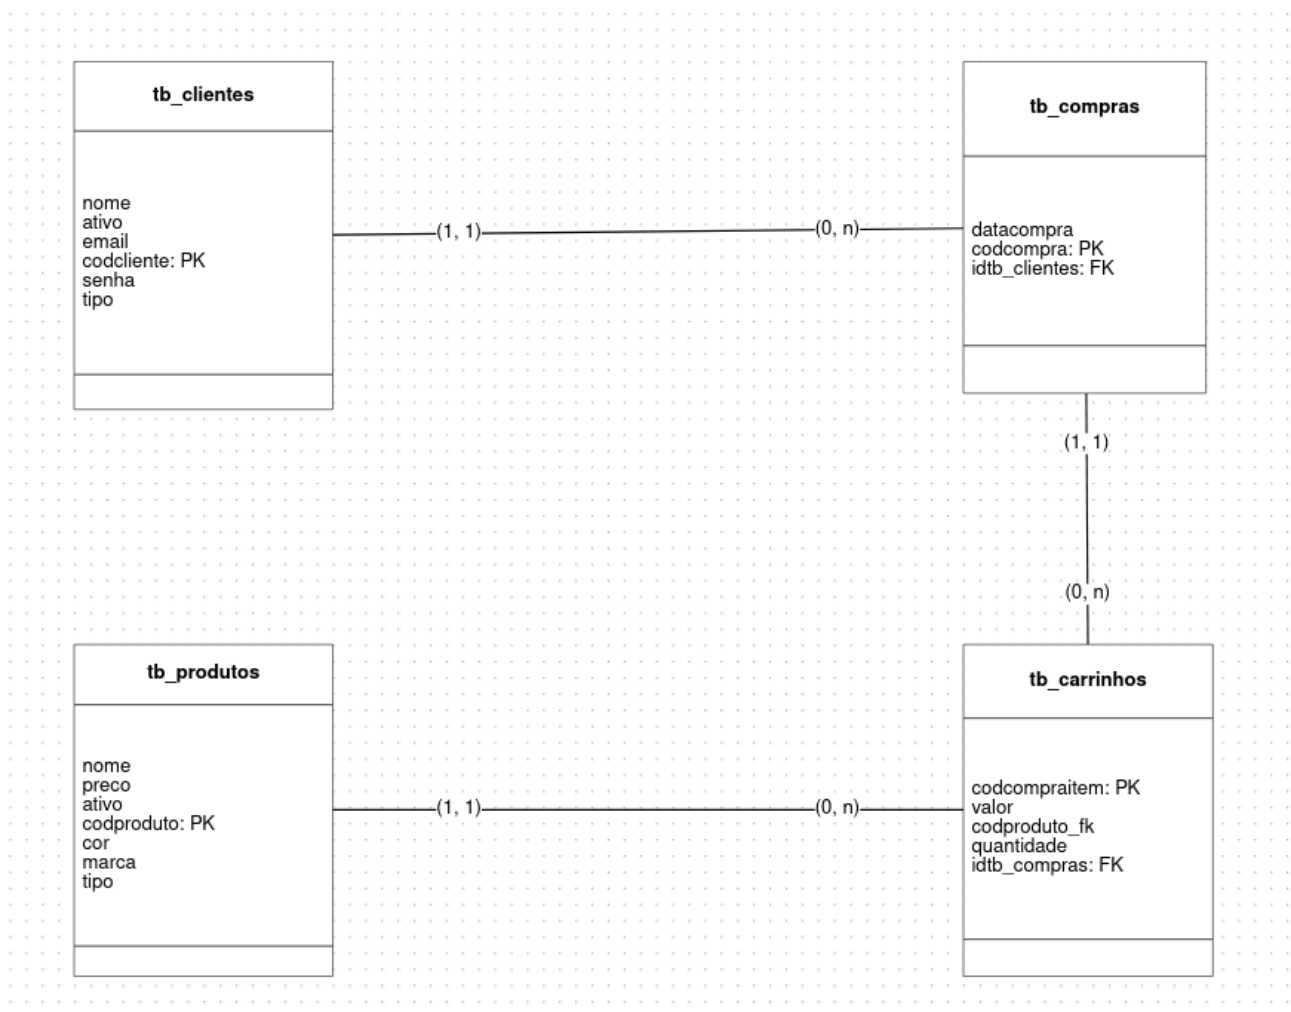 tb_clientes
nome
ativo
email
codcliente: PK
senha
tipo
(1, 1)
(0, n)
tb_compras
datacompra
codcompra: PK
idtb_clientes: FK
(1, 1)
(0, n)
tb_produtos
nome
preco
ativo
codproduto: PK
cor
marca
tipo
(1, 1)
(0, n)
tb_carrinhos
codcompraitem: PK
valor
codproduto_fk
quantidade
idtb_compras: FK